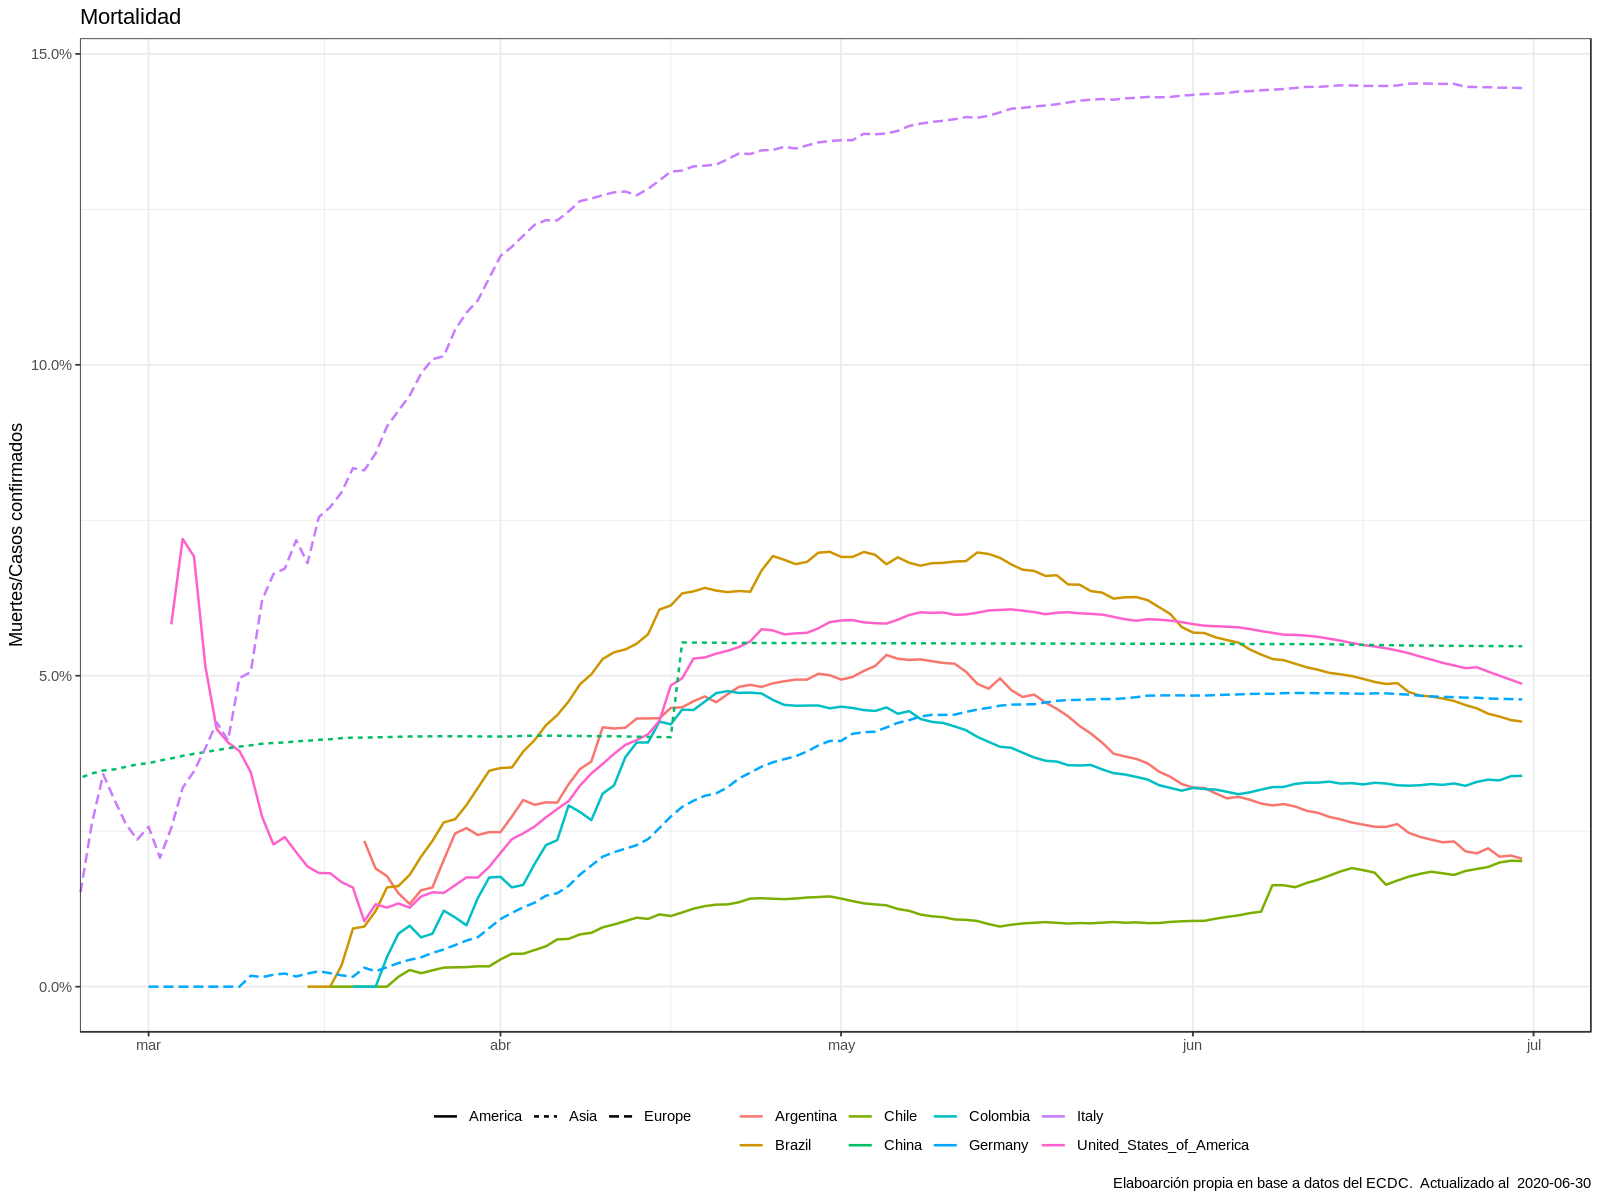 Mortalidad
15.0%
10.0%
5.0%
0.0%
Muertes/Casos confirmados
mar abr may jun jul
America Asia Europe Argentina Chile Colombia Italy
Brazil China Germany United_States_of_America
Elaboarción propia en base a datos del ECDC. Actualizado al 2020-06-30